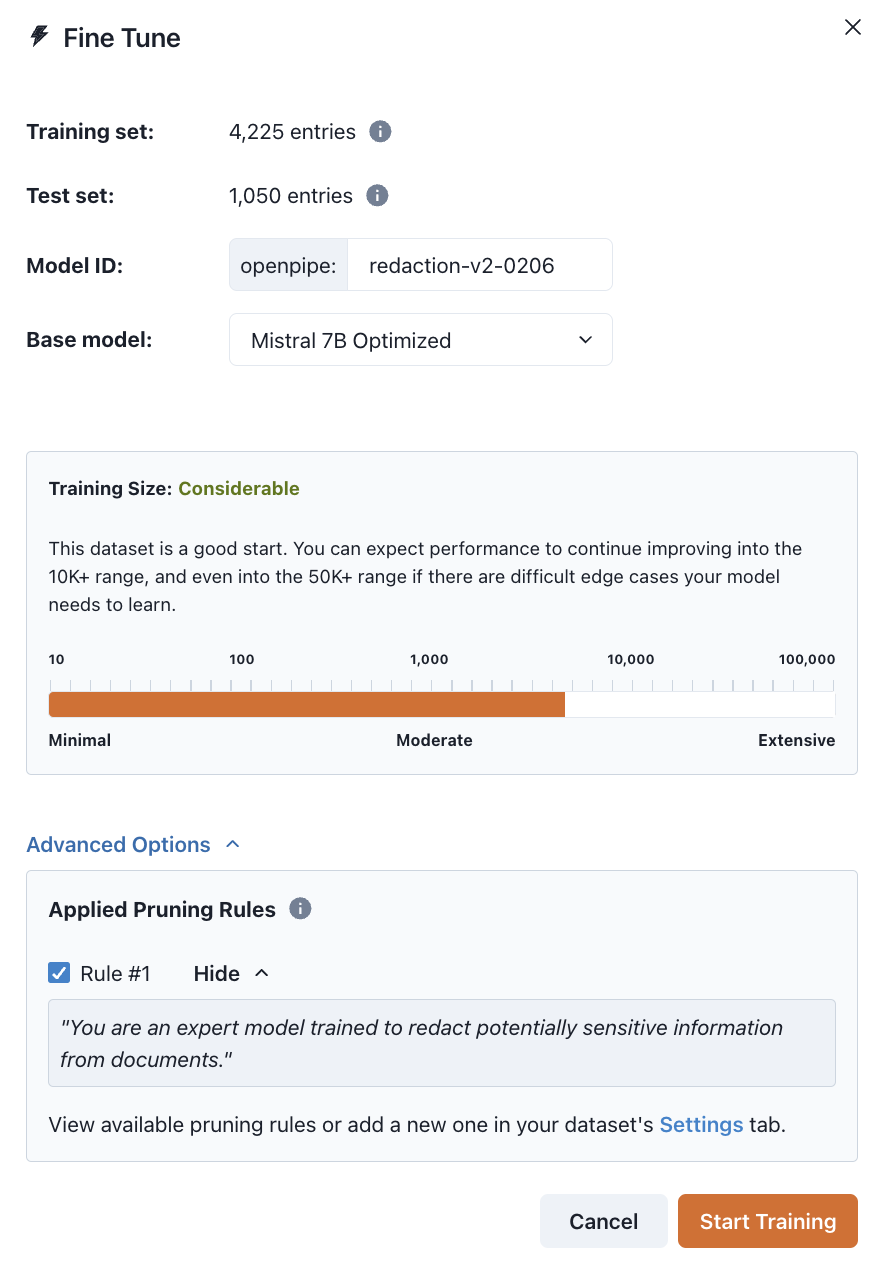 Fine Tune
Training set: 4,225 entries
Test set: 1,050 entries
Model ID: openpipe: redaction-v2-0206
Base model: Mistral 7B Optimized
Training Size: Considerable
This dataset is a good start. You can expect performance to continue improving into the
10K+ range, and even into the 50K+ range if there are difficult edge cases your model
needs to learn.
10 100 1,000 10,000 100,000
Minimal Moderate Extensive
Advanced Options
Applied Pruning Rules
Rule #1 Hide
"You are an expert model trained to redact potentially sensitive information
from documents."
View available pruning rules or add a new one in your dataset's Settings tab.
Cancel Start Training